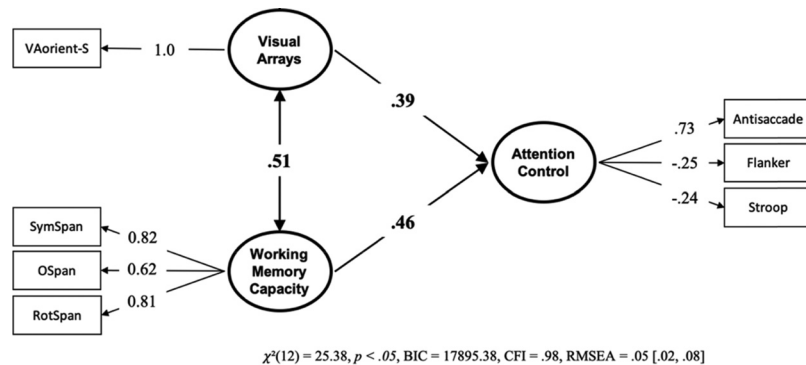 VAorient-S
1.0
Visual
Arrays
.39
.51
Attention
Control
.73
-.25
-.24
Antisaccade
Flanker
Stroop
.46
SymSpan
OSpan
RotSpan
0.82
0.62
0.81
Working
Memory
Capacity
χ²(12) = 25.38, p < .05, BIC = 17895.38, CFI = .98, RMSEA = .05 [.02, .08]